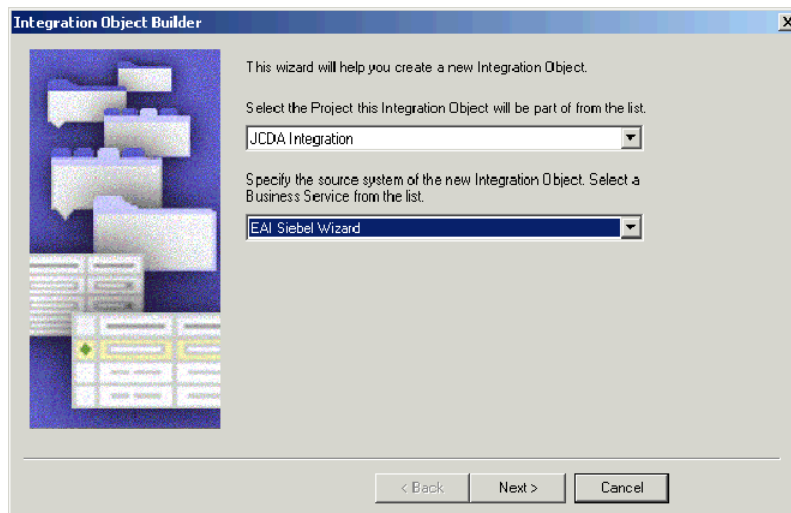 Integration Object Builder
This wizard will help you create a new Integration Object.
Select the Project this Integration Object will be part of from the list.
JCDA Integration
Specify the source system of the new Integration Object. Select a
Business Service from the list.
EAI Siebel Wizard
< Back
Next >
Cancel